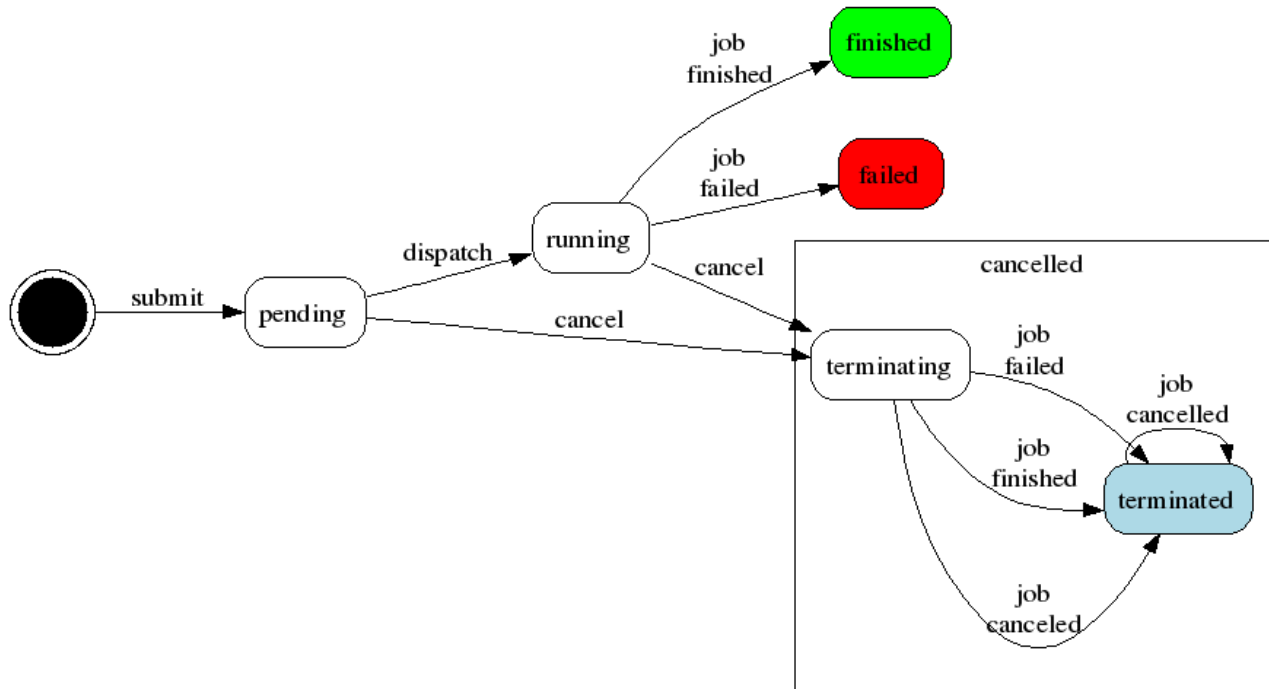 job
finished
finished
job
failed
failed
running
dispatch
cancel
cancelled
submit
pending
cancel
terminating
job
failed
job
cancelled
job
finished
terminated
job
canceled